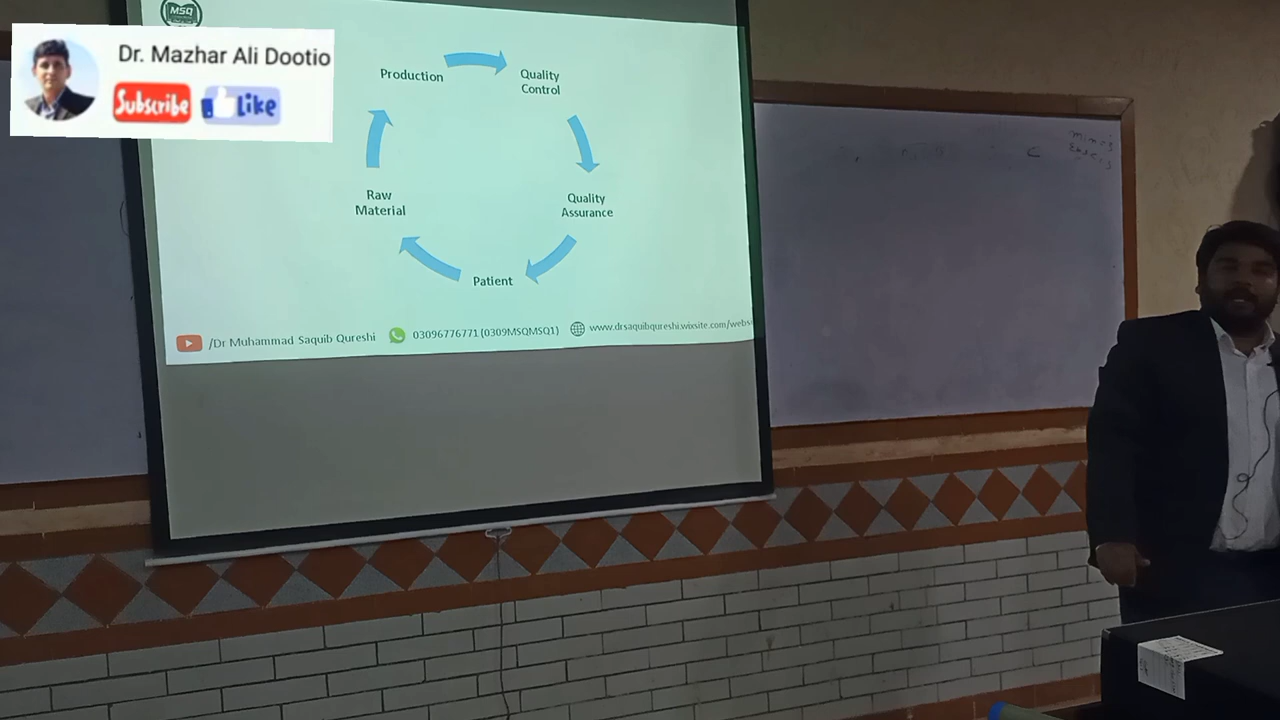 MSQ
Dr. Mazhar Ali Dootio
Subscribe
Like
Production
Quality
Control
Raw
Material
Quality
Assurance
Patient
/Dr Muhammad Saquib Qureshi
03096776771 (0309MSQMSQ1)
www.drsaquibqureshi.wixsite.com/webs